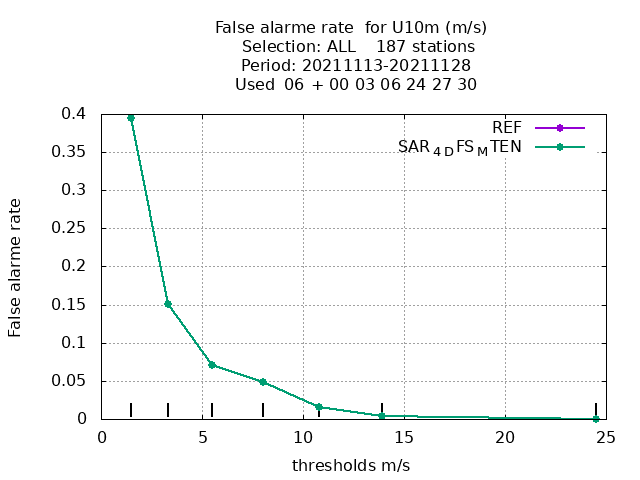 False alarme rate  for U10m (m/s)
Selection: ALL    187 stations
Period: 20211113-20211128
Used  06 + 00 03 06 24 27 30
REF
SAR4DFSMTEN
0.4
0.35
0.3
0.25
0.2
0.15
0.1
0.05
0
False alarme rate
0 5 10 15 20 25
thresholds m/s